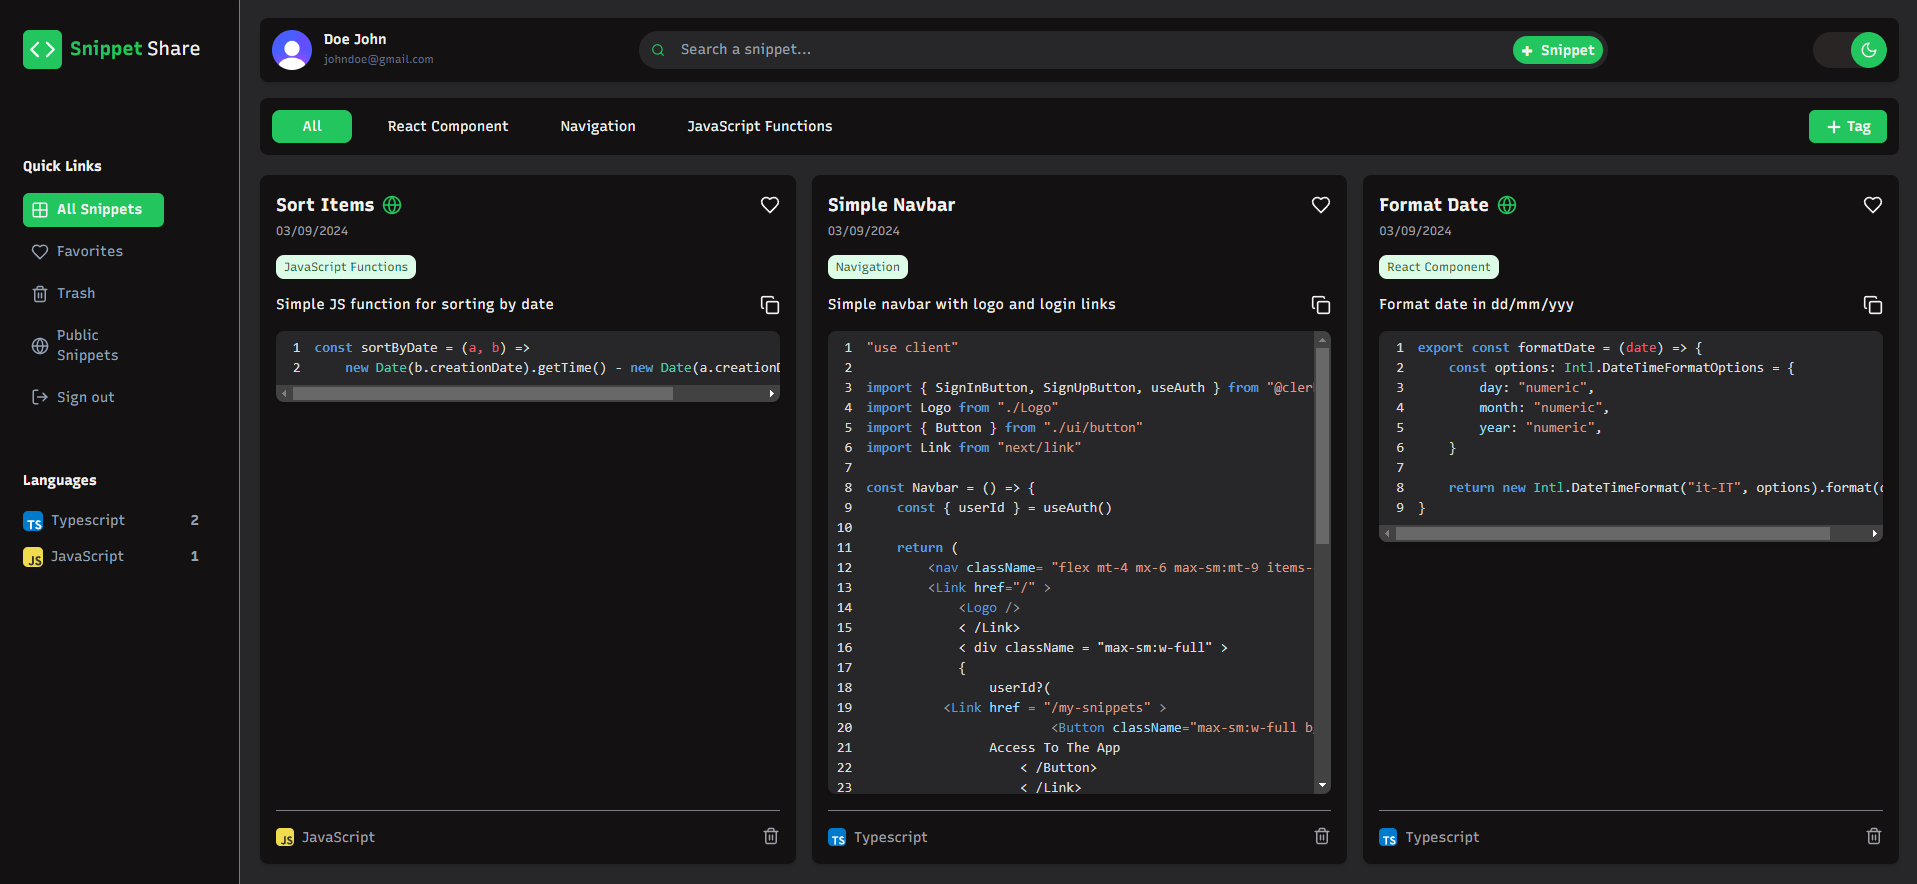 Snippet Share
Quick Links
All Snippets
Favorites
Trash
Public
Snippets
Sign out
Languages
TS Typescript 2
JS JavaScript 1
Doe John
johndoe@gmail.com
Search a snippet...
+ Snippet
All React Component Navigation JavaScript Functions
+ Tag
Sort Items
03/09/2024
JavaScript Functions
Simple JS function for sorting by date
1 const sortByDate = (a, b) =>
2 new Date(b.creationDate).getTime() - new Date(a.creationD
JS JavaScript
Simple Navbar
03/09/2024
Navigation
Simple navbar with logo and login links
1 "use client"
2
3 import { SignInButton, SignUpButton, useAuth } from "@cler
4 import Logo from "./Logo"
5 import { Button } from "./ui/button"
6 import Link from "next/link"
7
8 const Navbar = () => {
9 const { userId } = useAuth()
10
11 return (
12 <nav className= "flex mt-4 mx-6 max-sm:mt-9 items-
13 <Link href="/" >
14 <Logo />
15 < /Link>
16 < div className = "max-sm:w-full" >
17 {
18 userId?(
19 <Link href = "/my-snippets" >
20 <Button className="max-sm:w-full b
21 Access To The App
22 < /Button>
23 < /Link>
TS Typescript
Format Date
03/09/2024
React Component
Format date in dd/mm/yyy
1 export const formatDate = (date) => {
2 const options: Intl.DateTimeFormatOptions = {
3 day: "numeric",
4 month: "numeric",
5 year: "numeric",
6 }
7
8 return new Intl.DateTimeFormat("it-IT", options).format(d
9 }
TS Typescript